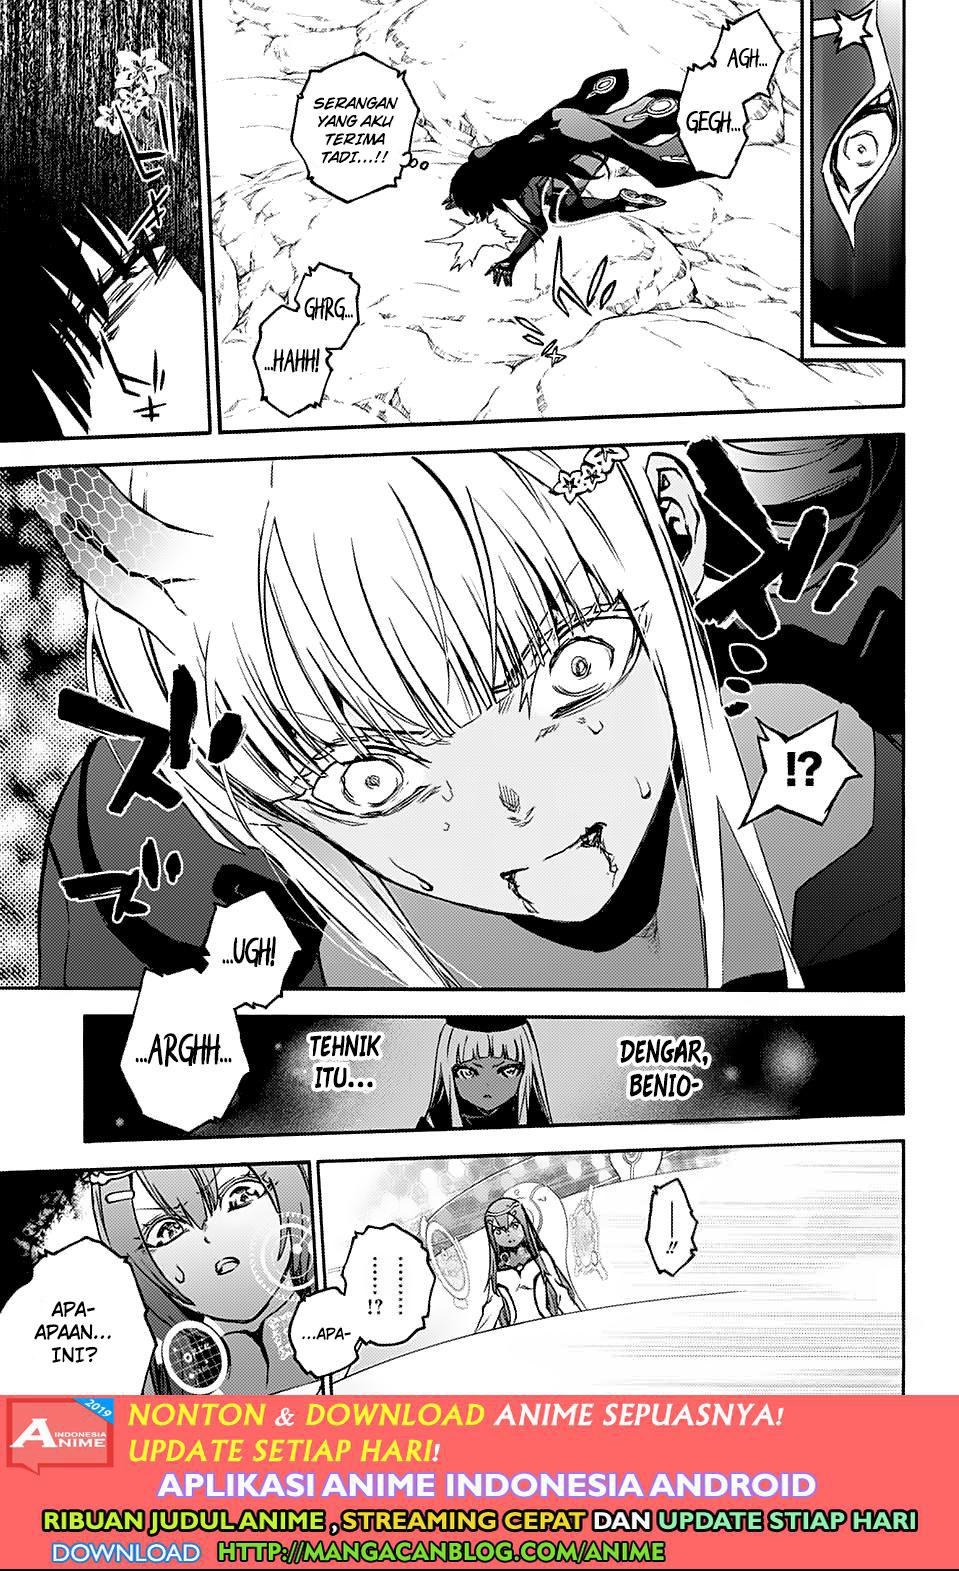 AGH...
GEGH...
SERANGAN
YANG AKU
TERIMA
TADI...!!
GHRG...
...HAHH!
!?
...UGH!
...ARGHH...
DENGAR,
BENIO-
TEHNIK
ITU...
...!!
...!?
...APA-
APA-
APAAN...
INI?
2019
INDONESIA
ANIME
NONTON & DOWNLOAD ANIME SEPUASNYA!
UPDATE SETIAP HARI!
APLIKASI ANIME INDONESIA ANDROID
RIBUAN JUDUL ANIME , STREAMING CEPAT DAN UPDATE STIAP HARI
DOWNLOAD HTTP://MANGACANBLOG.COM/ANIME